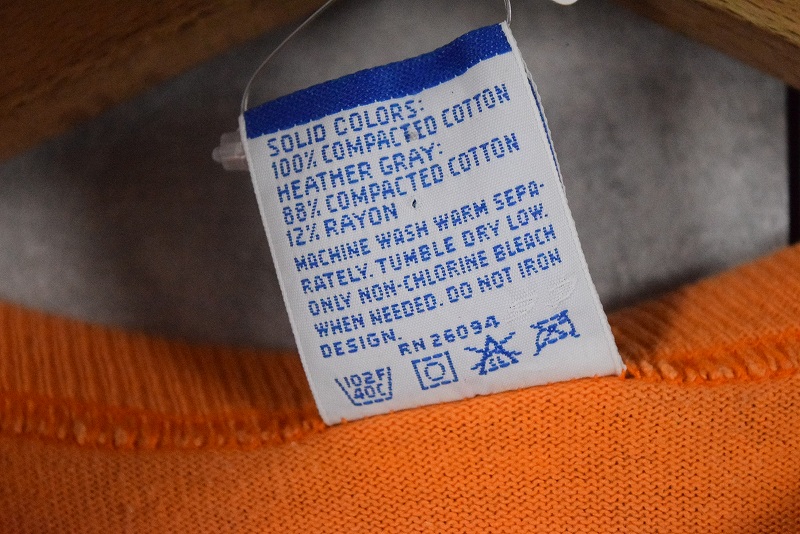 SOLID COLORS:
100% COMPACTED COTTON
HEATHER GRAY:
88% COMPACTED COTTON
12% RAYON
MACHINE WASH WARM SEPA-
RATELY. TUMBLE DRY LOW.
ONLY NON-CHLORINE BLEACH
WHEN NEEDED. DO NOT IRON
DESIGN.
RN 26094
102F
40C